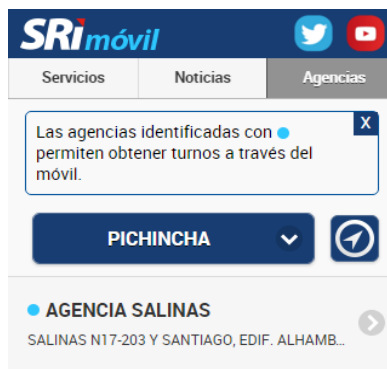 SRi móvil
Servicios Noticias Agencias
Las agencias identificadas con
permiten obtener turnos a través del
móvil.
X
PICHINCHA
AGENCIA SALINAS
SALINAS N17-203 Y SANTIAGO, EDIF. ALHAMB...